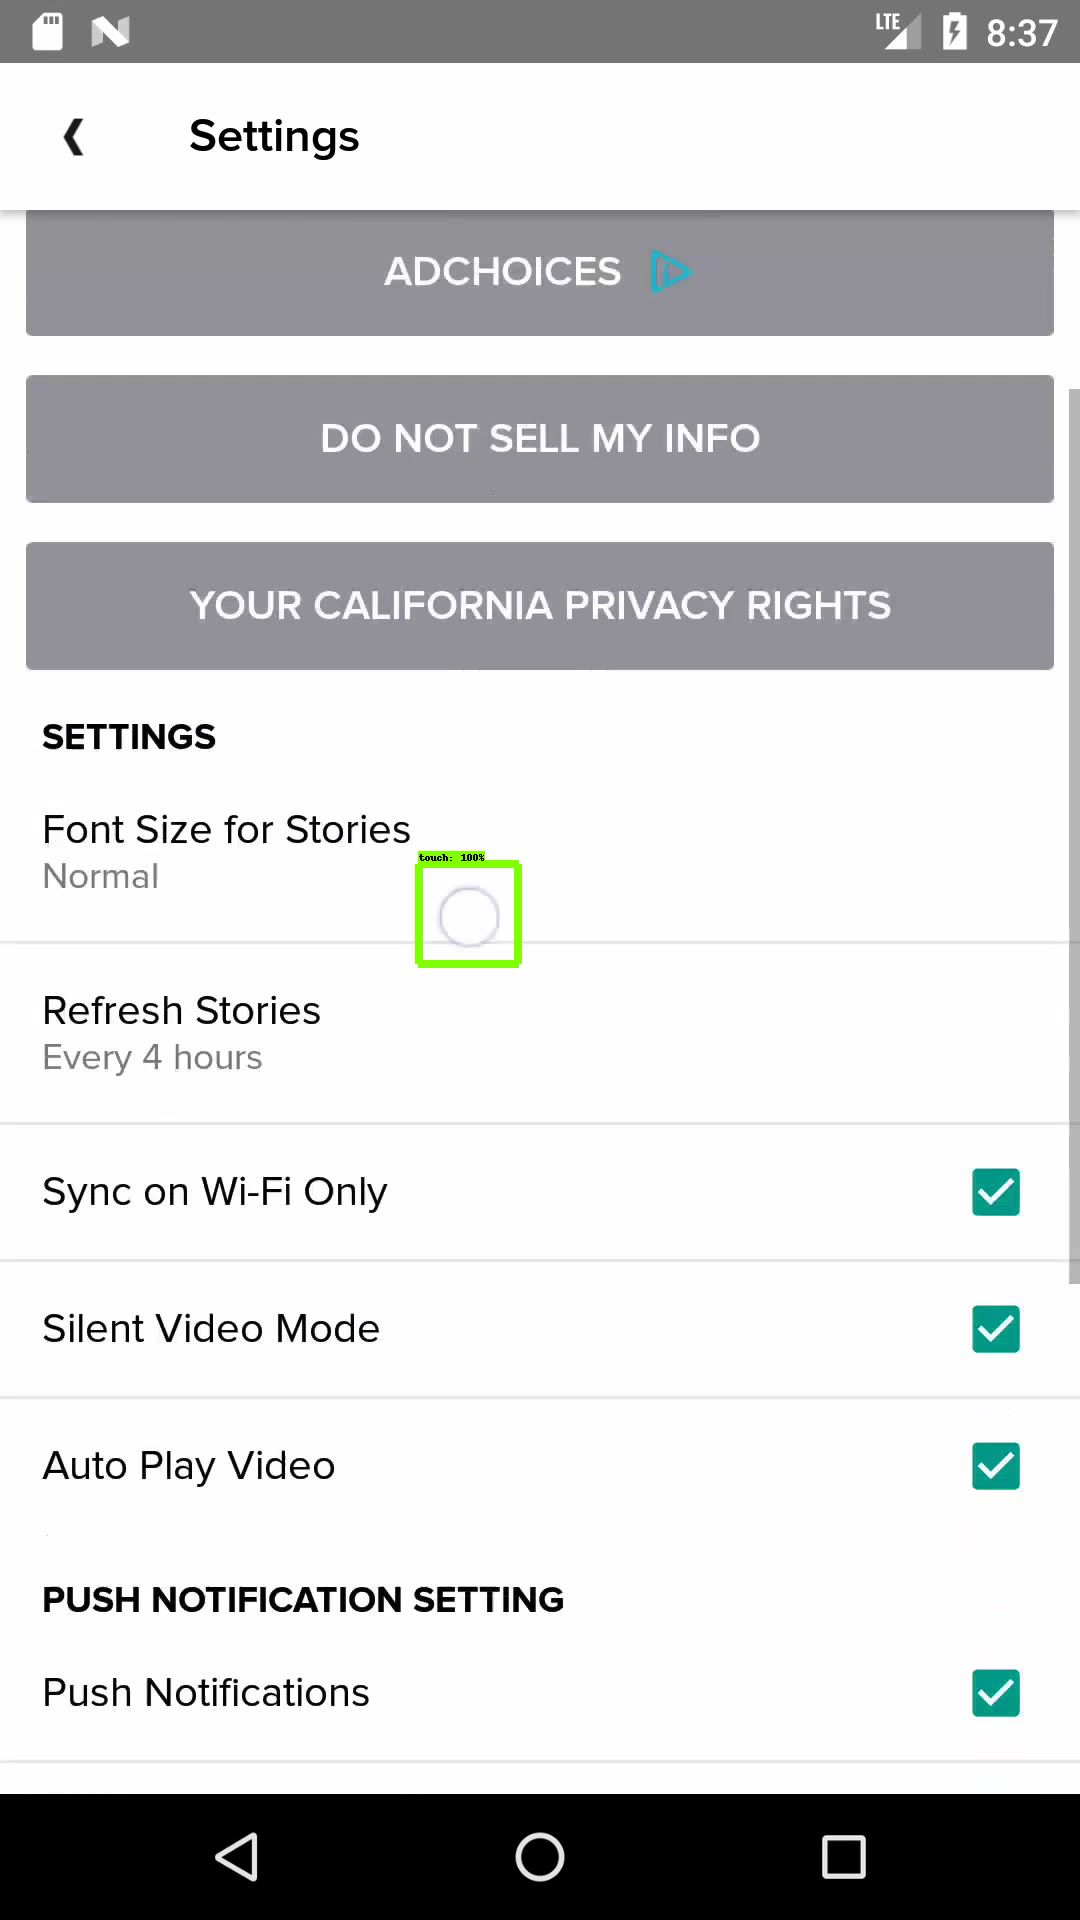 LTE 8:37
Settings
ADCHOICES
DO NOT SELL MY INFO
YOUR CALIFORNIA PRIVACY RIGHTS
SETTINGS
Font Size for Stories
touch: 100%
Normal
Refresh Stories
Every 4 hours
Sync on Wi-Fi Only
Silent Video Mode
Auto Play Video
PUSH NOTIFICATION SETTING
Push Notifications